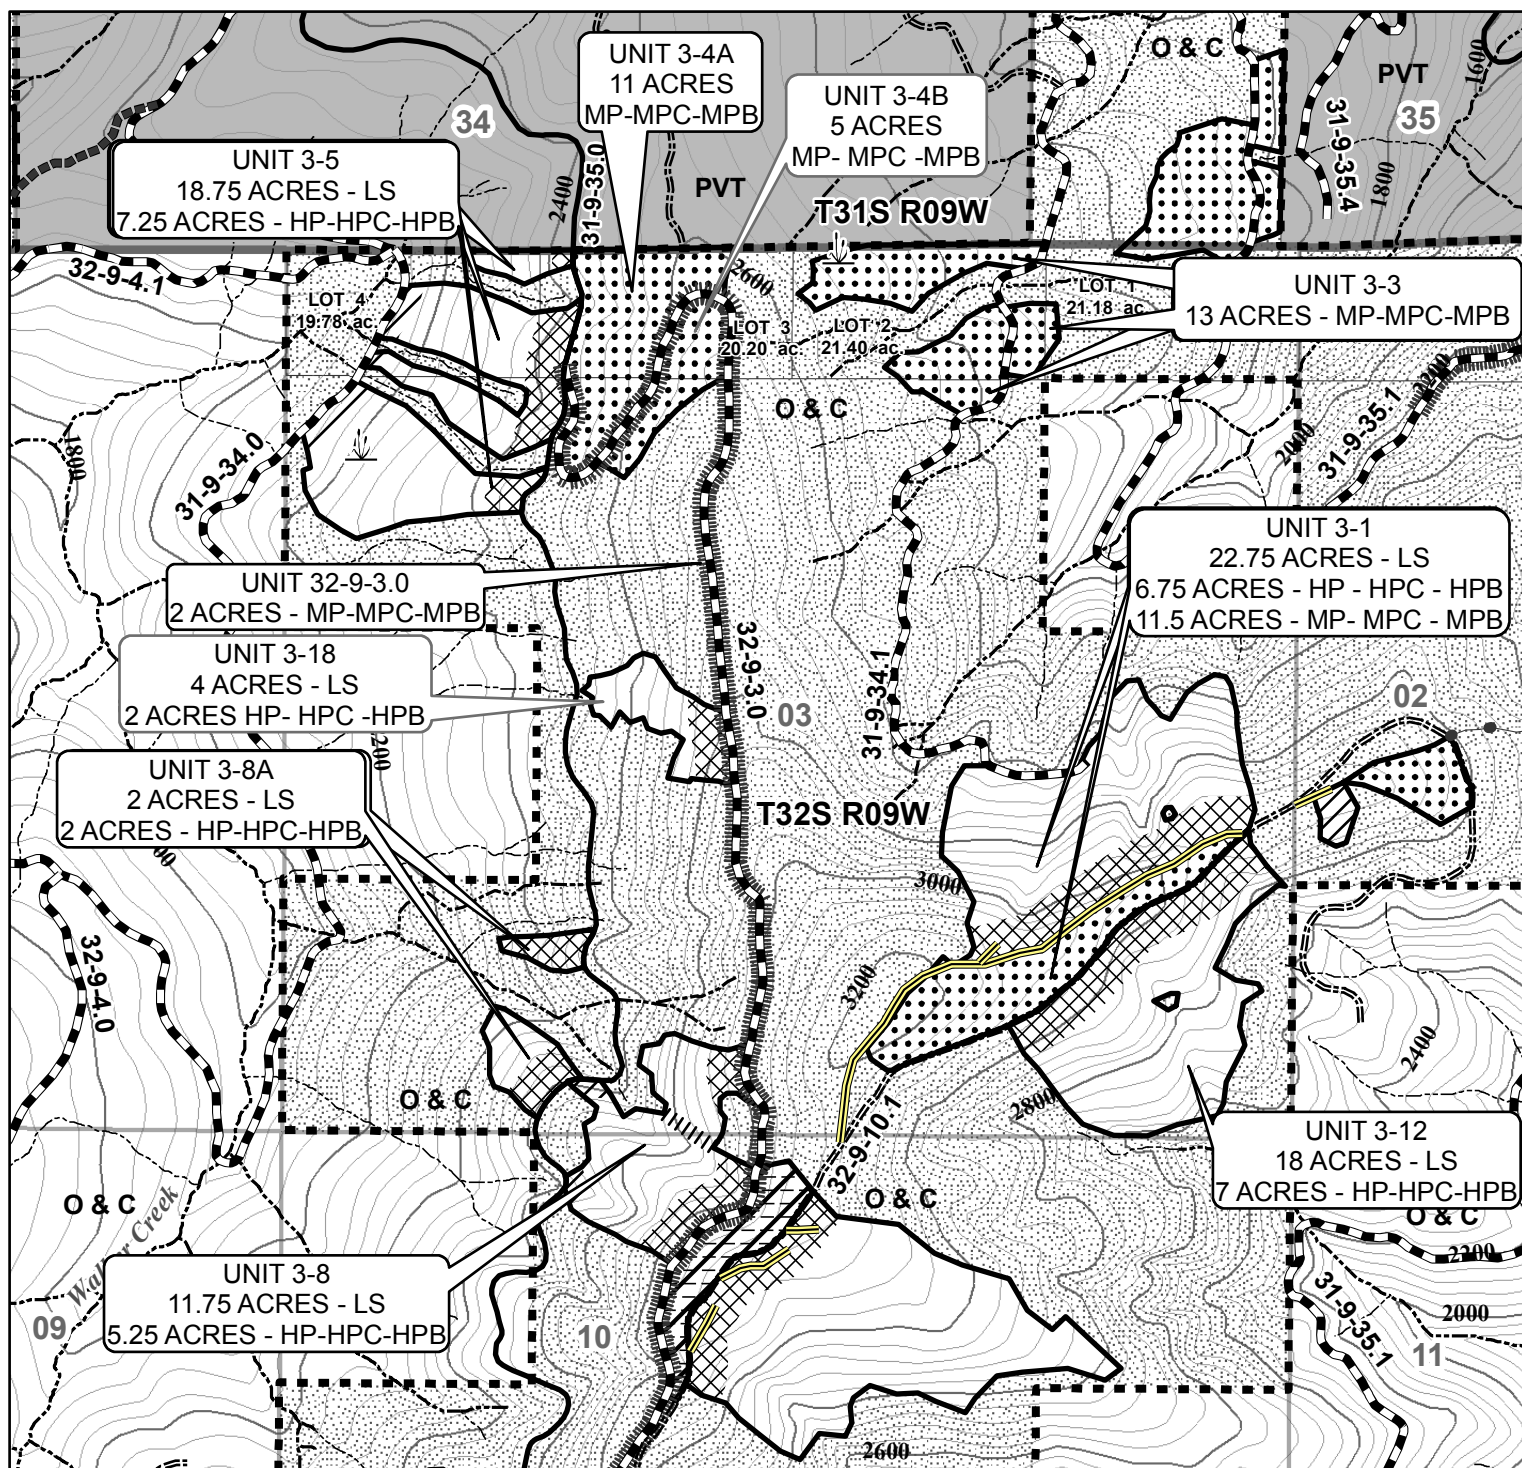 UNIT 3-4A
11 ACRES
MP-MPC-MPB
UNIT 3-4B
5 ACRES
MP- MPC -MPB
O & C
PVT
1600
34
35
31-9-35.4
1800
UNIT 3-5
18.75 ACRES - LS
7.25 ACRES - HP-HPC-HPB
2400
31-9-35.0
PVT
T31S R09W
32-9-4.1
2600
LOT 4
19.78 ac.
LOT 3
20.20 ac.
LOT 2
21.40 ac.
LOT 1
21.18 ac.
UNIT 3-3
13 ACRES - MP-MPC-MPB
O & C
2200
1800
31-9-34.0
2000
31-9-35.1
UNIT 3-1
22.75 ACRES - LS
6.75 ACRES - HP - HPC - HPB
11.5 ACRES - MP- MPC - MPB
UNIT 32-9-3.0
2 ACRES - MP-MPC-MPB
UNIT 3-18
4 ACRES - LS
2 ACRES HP- HPC -HPB
32-9-3.0
03
31-9-34.1
02
UNIT 3-8A
2 ACRES - LS
2 ACRES - HP-HPC-HPB
T32S R09W
3000
32-9-4.0
3200
2400
2800
O & C
32-9-10.1
UNIT 3-12
18 ACRES - LS
7 ACRES - HP-HPC-HPB
O & C
O & C
O & C
Creek
2200
UNIT 3-8
11.75 ACRES - LS
5.25 ACRES - HP-HPC-HPB
09
10
31-9-35.1
2000
11
2600